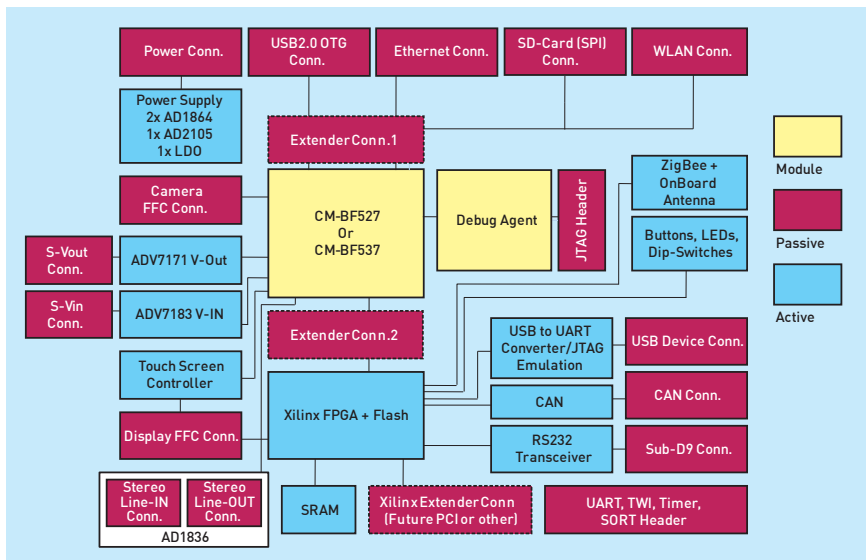 Power Conn.
USB2.0 OTG
Conn.
Ethernet Conn.
SD-Card (SPI)
Conn.
WLAN Conn.
Power Supply
2x AD1864
1x AD2105
1x LDO
Extender Conn.1
Module
ZigBee +
OnBoard
Antenna
Camera
FFC Conn.
CM-BF527
Or
CM-BF537
Debug Agent
JTAG Header
Passive
Buttons, LEDs,
Dip-Switches
S-Vout
Conn.
ADV7171 V-Out
S-Vin
Conn.
ADV7183 V-IN
Active
Extender Conn.2
USB to UART
Converter/JTAG
Emulation
USB Device Conn.
Touch Screen
Controller
Xilinx FPGA + Flash
CAN
CAN Conn.
Display FFC Conn.
RS232
Transceiver
Sub-D9 Conn.
Stereo
Line-IN
Conn.
Stereo
Line-OUT
Conn.
AD1836
SRAM
Xilinx Extender Conn
(Future PCI or other)
UART, TWI, Timer,
SORT Header